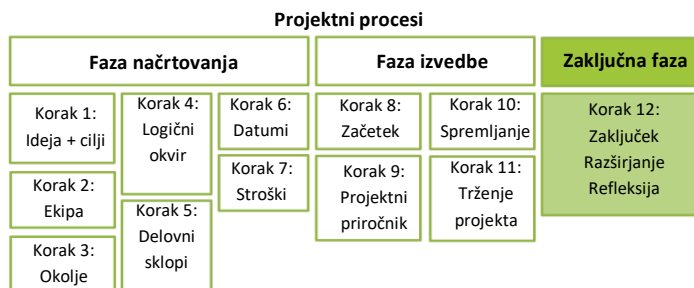 Projektni procesi
Faza načrtovanja
Faza izvedbe
Zaključna faza
Korak 1:
Ideja + cilji
Korak 2:
Ekipa
Korak 3:
Okolje
Korak 4:
Logični
okvir
Korak 5:
Delovni
sklopi
Korak 6:
Datumi
Korak 7:
Stroški
Korak 8:
Začetek
Korak 9:
Projektni
priročnik
Korak 10:
Spremljanje
Korak 11:
Trženje
projekta
Korak 12:
Zaključek
Razširjanje
Refleksija